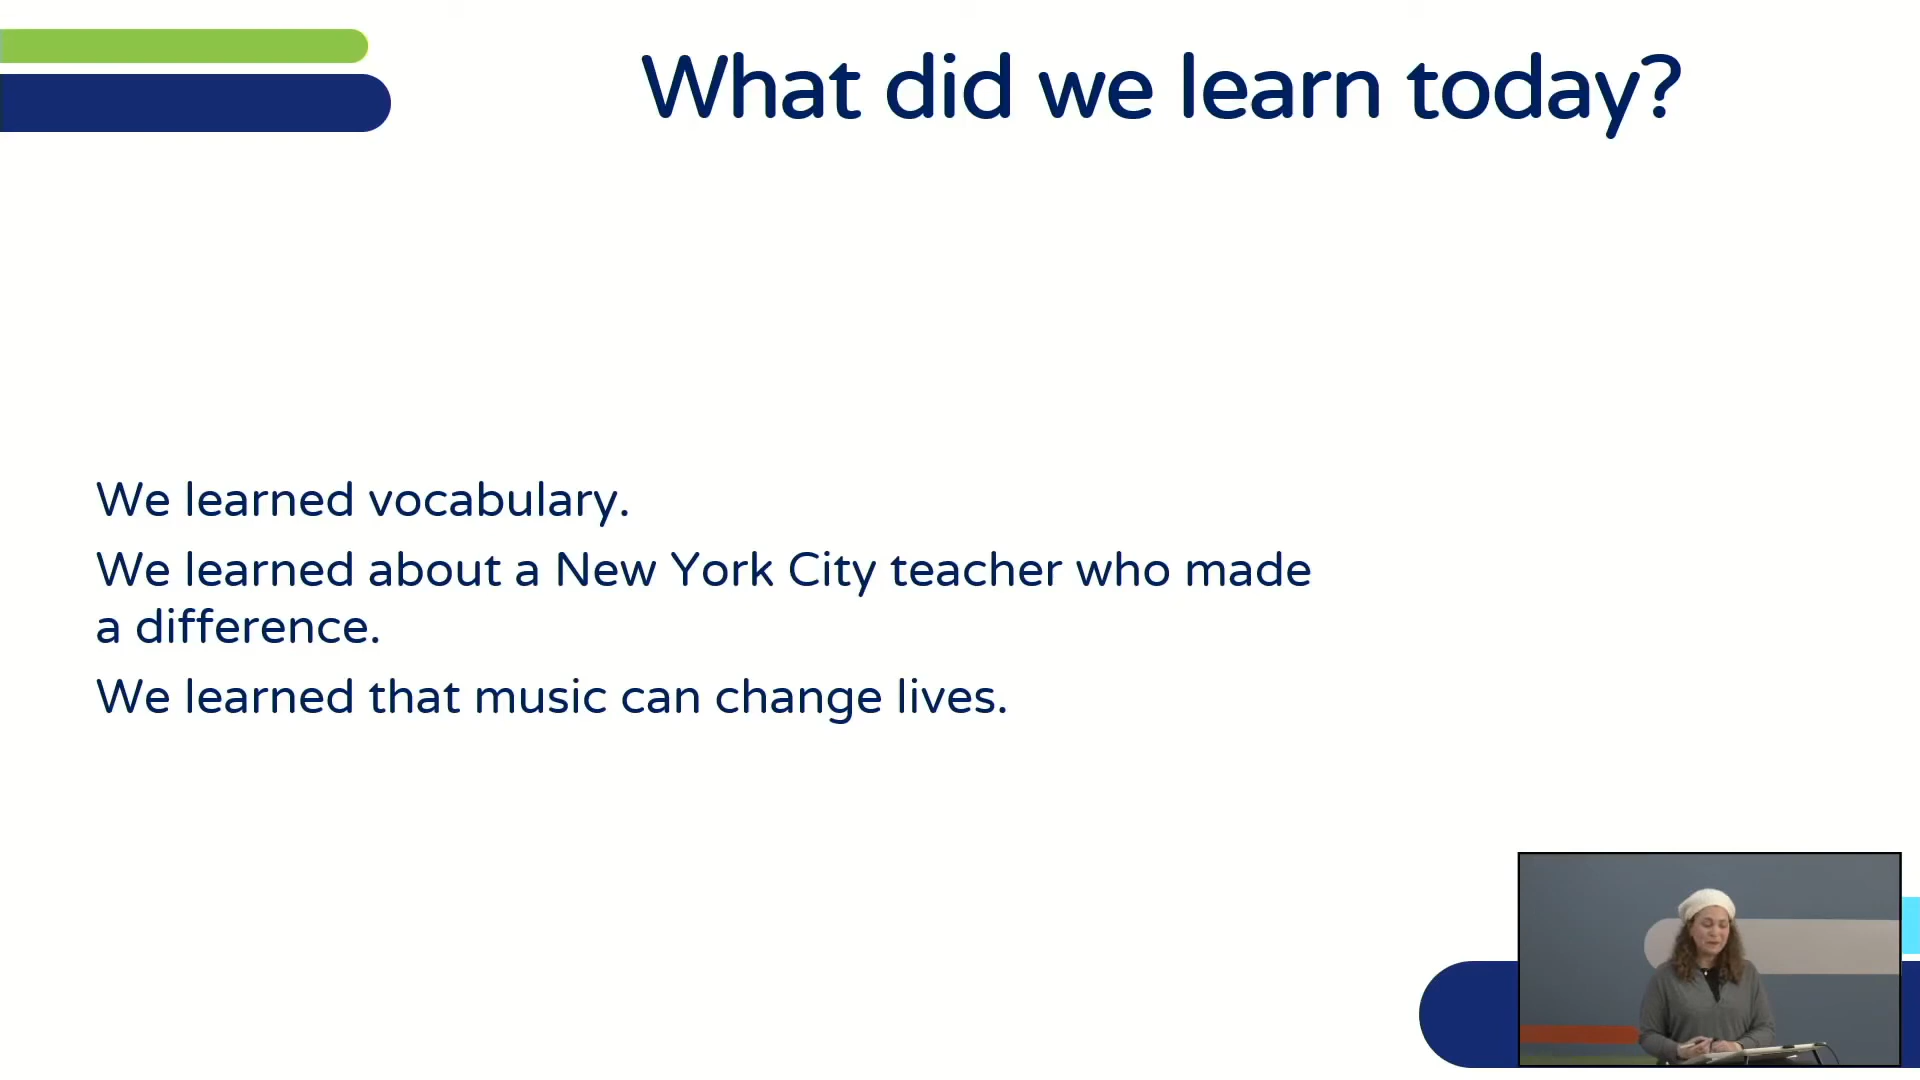 What did we learn today?
We learned vocabulary.
We learned about a New York City teacher who made
a difference.
We learned that music can change lives.